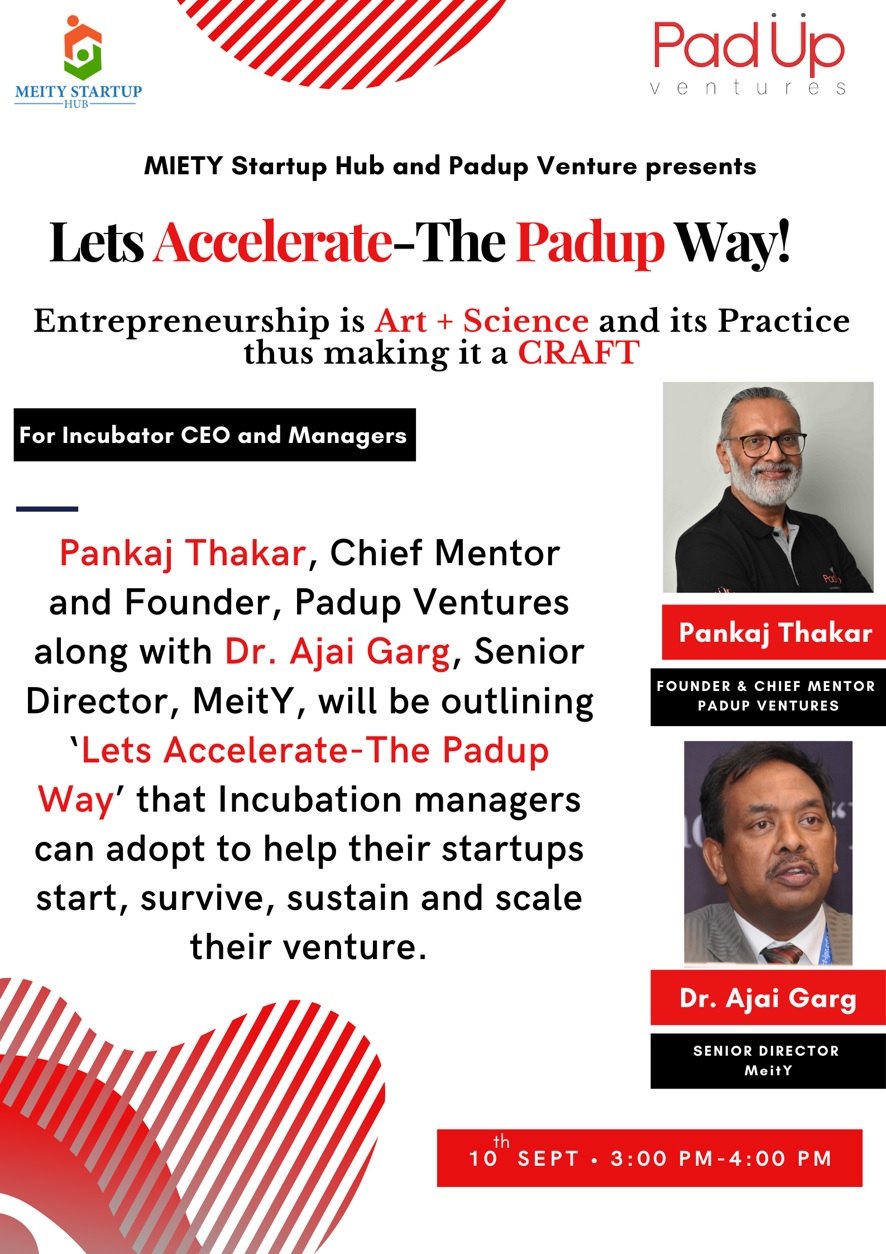 MEITY STARTUP
HUB
PadUp
ventures
MIETY Startup Hub and Padup Venture presents
Lets Accelerate-The Padup Way!
Entrepreneurship is Art + Science and its Practice
thus making it a CRAFT
For Incubator CEO and Managers
Pankaj Thakar, Chief Mentor
and Founder, Padup Ventures
along with Dr. Ajai Garg, Senior
Director, MeitY, will be outlining
‘Lets Accelerate-The Padup
Way’ that Incubation managers
can adopt to help their startups
start, survive, sustain and scale
their venture.
Pankaj Thakar
FOUNDER & CHIEF MENTOR
PADUP VENTURES
Dr. Ajai Garg
SENIOR DIRECTOR
MeitY
10th SEPT • 3:00 PM-4:00 PM